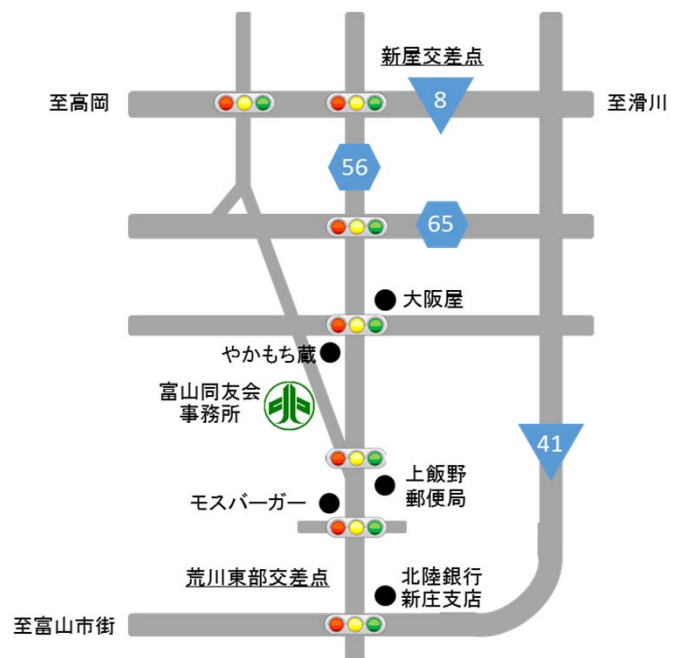 新屋交差点
至高岡
8
至滑川
56
65
大阪屋
やかもち蔵
富山同友会
事務所
41
上飯野
郵便局
モスバーガー
荒川東部交差点
北陸銀行
新庄支店
至富山市街